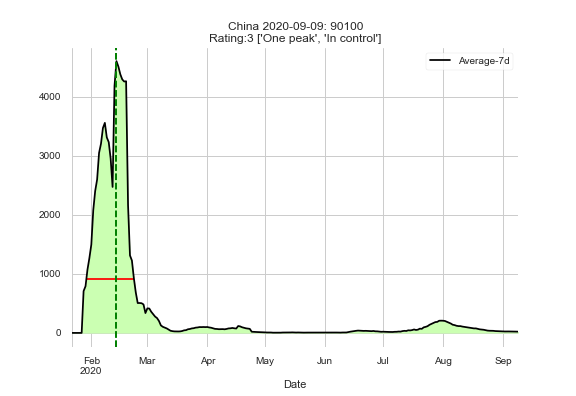 China 2020-09-09: 90100
Rating:3 ['One peak', 'In control']
Average-7d
4000
3000
2000
1000
0
Feb
2020
Mar
Apr
May
Jun
Jul
Aug
Sep
Date